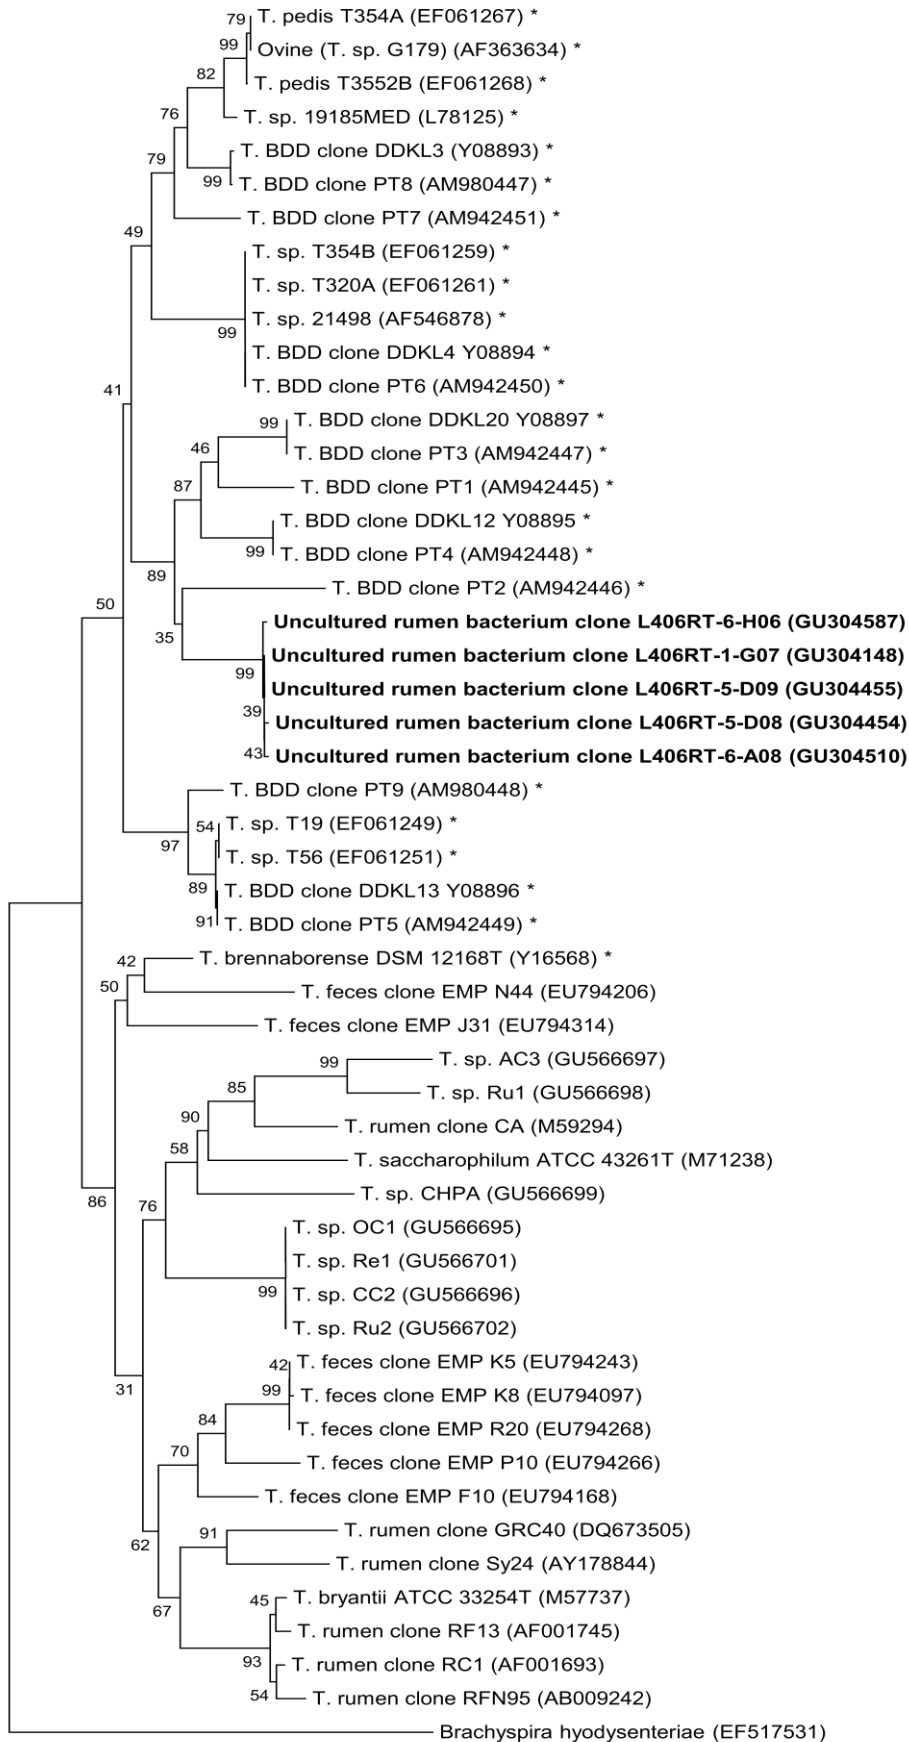 79
T. pedis T354A (EF061267) *
99
Ovine (T. sp. G179) (AF363634) *
82
T. pedis T3552B (EF061268) *
76
T. sp. 19185MED (L78125) *
79
T. BDD clone DDKL3 (Y08893) *
99
T. BDD clone PT8 (AM980447) *
T. BDD clone PT7 (AM942451) *
49
T. sp. T354B (EF061259) *
T. sp. T320A (EF061261) *
99
T. sp. 21498 (AF546878) *
T. BDD clone DDKL4 Y08894 *
41
T. BDD clone PT6 (AM942450) *
99
T. BDD clone DDKL20 Y08897 *
46
T. BDD clone PT3 (AM942447) *
87
T. BDD clone PT1 (AM942445) *
T. BDD clone DDKL12 Y08895 *
99
T. BDD clone PT4 (AM942448) *
89
T. BDD clone PT2 (AM942446) *
50
35
Uncultured rumen bacterium clone L406RT-6-H06 (GU304587)
99
Uncultured rumen bacterium clone L406RT-1-G07 (GU304148)
Uncultured rumen bacterium clone L406RT-5-D09 (GU304455)
39
Uncultured rumen bacterium clone L406RT-5-D08 (GU304454)
43
Uncultured rumen bacterium clone L406RT-6-A08 (GU304510)
T. BDD clone PT9 (AM980448) *
97
54
T. sp. T19 (EF061249) *
T. sp. T56 (EF061251) *
89
T. BDD clone DDKL13 Y08896 *
91
T. BDD clone PT5 (AM942449) *
42
T. brennaborense DSM 12168T (Y16568) *
50
T. feces clone EMP N44 (EU794206)
T. feces clone EMP J31 (EU794314)
99
T. sp. AC3 (GU566697)
85
T. sp. Ru1 (GU566698)
90
T. rumen clone CA (M59294)
58
T. saccharophilum ATCC 43261T (M71238)
86
T. sp. CHPA (GU566699)
76
T. sp. OC1 (GU566695)
T. sp. Re1 (GU566701)
99
T. sp. CC2 (GU566696)
T. sp. Ru2 (GU566702)
31
42
T. feces clone EMP K5 (EU794243)
99
T. feces clone EMP K8 (EU794097)
84
T. feces clone EMP R20 (EU794268)
70
T. feces clone EMP P10 (EU794266)
T. feces clone EMP F10 (EU794168)
62
91
T. rumen clone GRC40 (DQ673505)
T. rumen clone Sy24 (AY178844)
67
45
T. bryantii ATCC 33254T (M57737)
T. rumen clone RF13 (AF001745)
93
T. rumen clone RC1 (AF001693)
54
T. rumen clone RFN95 (AB009242)
Brachyspira hyodysenteriae (EF517531)